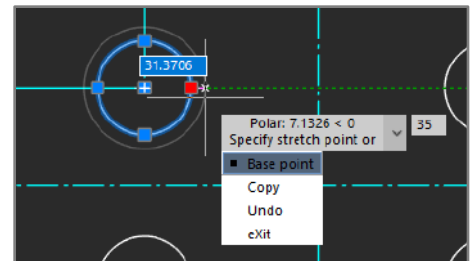 31.3706
Polar: 7.1326 < 0
Specify stretch point or
35
Base point
Copy
Undo
eXit